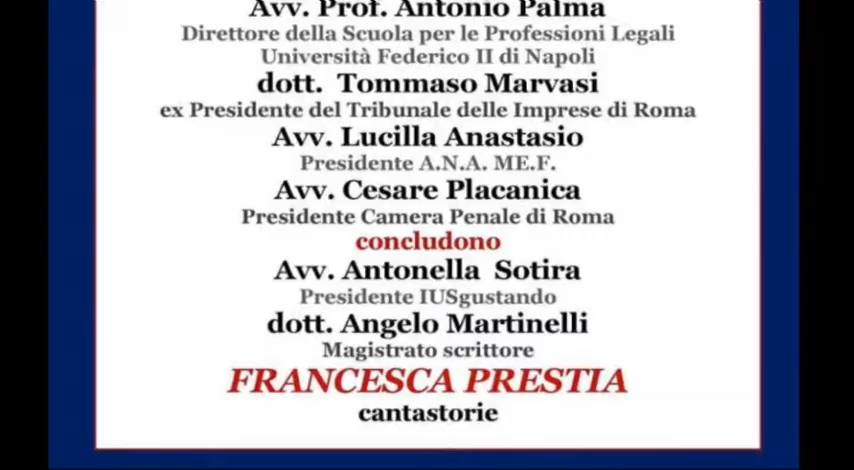 Avv. Prof. Antonio Palma
Direttore della Scuola per le Professioni Legali
Università Federico II di Napoli
dott. Tommaso Marvasi
ex Presidente del Tribunale delle Imprese di Roma
Avv. Lucilla Anastasio
Presidente A.N.A. ME.F.
Avv. Cesare Placanica
Presidente Camera Penale di Roma
concludono
Avv. Antonella Sotira
Presidente IUSgustando
dott. Angelo Martinelli
Magistrato scrittore
FRANCESCA PRESTIA
cantastorie